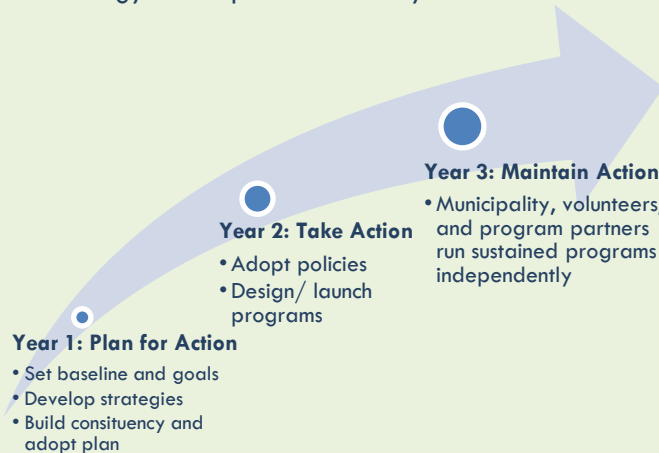 Year 3: Maintain Action
• Municipality, volunteers,
and program partners
run sustained programs
independently
Year 2: Take Action
• Adopt policies
• Design/ launch
programs
Year 1: Plan for Action
• Set baseline and goals
• Develop strategies
• Build consituency and
adopt plan